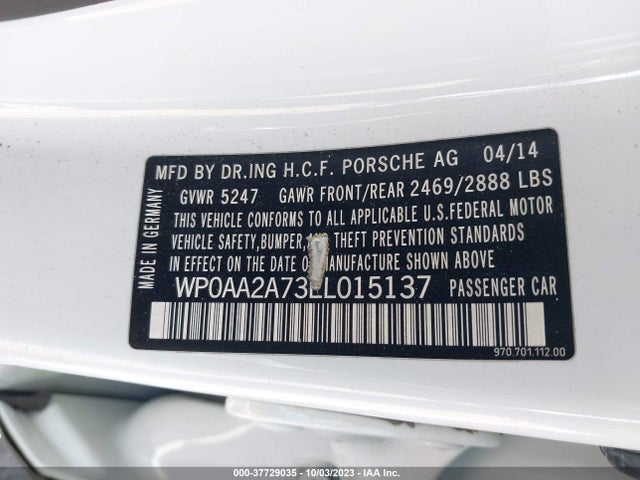 MFD BY DR.ING H.C.F. PORSCHE AG 04/14
GVWR 5247 GAWR FRONT/REAR 2469/2888 LBS
THIS VEHICLE CONFORMS TO ALL APPLICABLE U.S.FEDERAL MOTOR
VEHICLE SAFETY,BUMPER, THEFT PREVENTION STANDARDS
IN EFFECT ON THE DATE OF MANUFACTURE SHOWN ABOVE.
PASSENGER CAR
MADE IN GERMANY
970.701.112.00
000-37729035 - 10/03/2023 - IAA Inc.